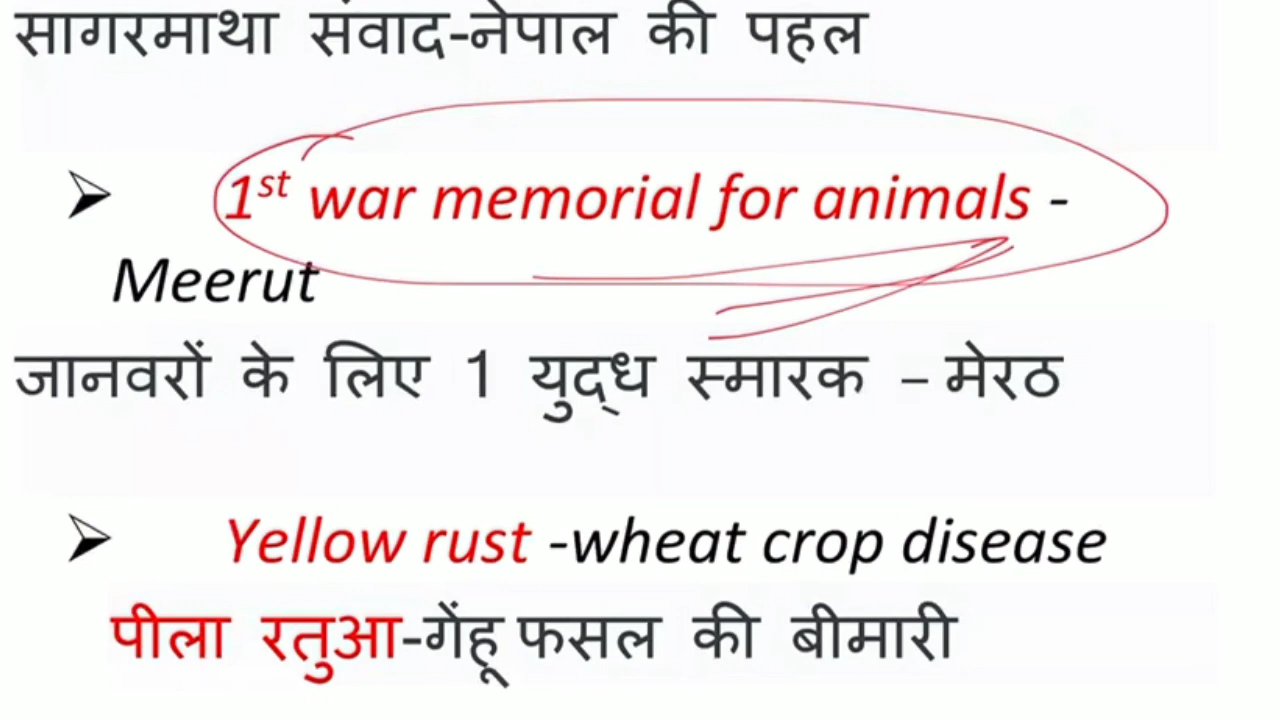 सागरमाथा संवाद-नेपाल की पहल
➢ 1st war memorial for animals -
Meerut
जानवरों के लिए 1 युद्ध स्मारक – मेरठ
➢ Yellow rust -wheat crop disease
पीला रतुआ-गेंहू फसल की बीमारी